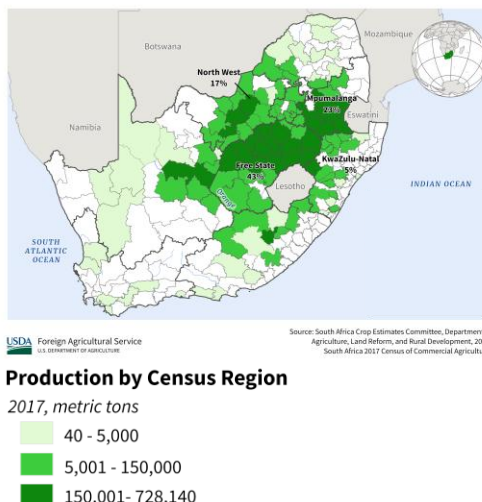 Botswana
Mozambique
North West
17%
Mpumalanga
23%
Eswatini
Namibia
KwaZulu-Natal
5%
Free State
43%
Lesotho
Orange
INDIAN OCEAN
SOUTH
ATLANTIC
OCEAN
Source: South Africa Crop Estimates Committee, Department
Agriculture, Land Reform, and Rural Development, 20
South Africa 2017 Census of Commercial Agricultu
USDA Foreign Agricultural Service
U.S. DEPARTMENT OF AGRICULTURE
Production by Census Region
2017, metric tons
40 - 5,000
5,001 - 150,000
150,001- 728,140